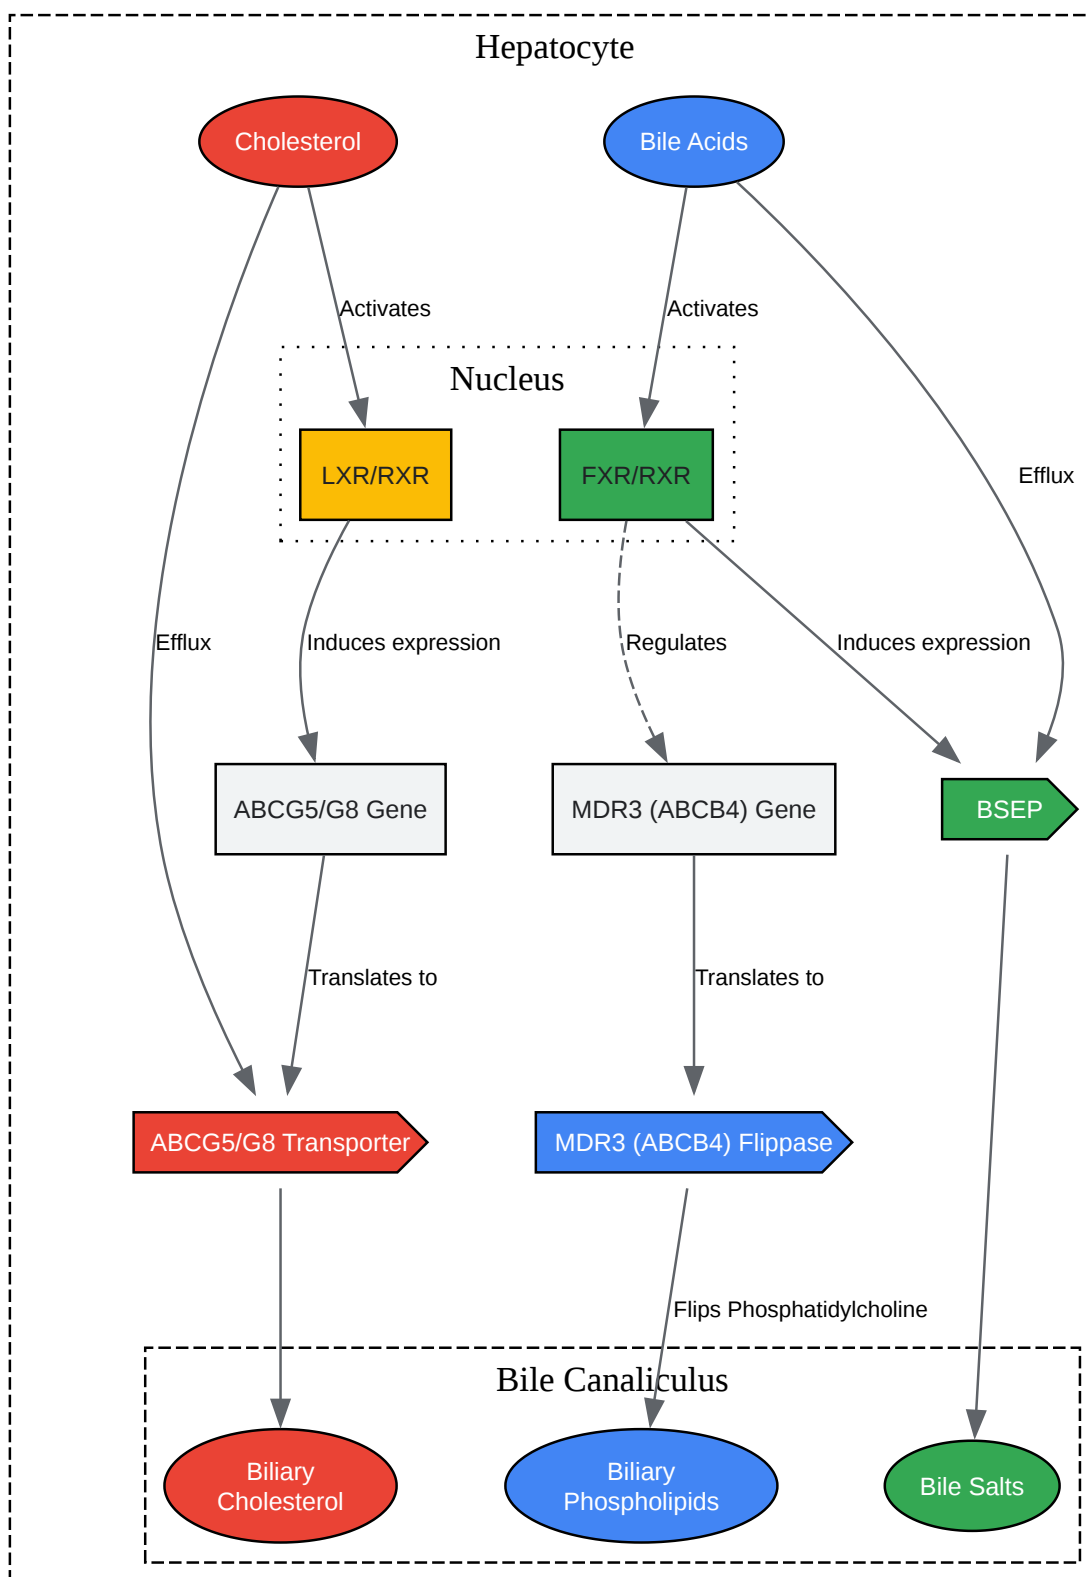 Hepatocyte
Cholesterol
Bile Acids
Activates
Activates
Nucleus
LXR/RXR
FXR/RXR
Efflux
Efflux
Induces expression
Regulates
Induces expression
ABCG5/G8 Gene
MDR3 (ABCB4) Gene
BSEP
Translates to
Translates to
ABCG5/G8 Transporter
MDR3 (ABCB4) Flippase
Flips Phosphatidylcholine
Bile Canaliculus
Biliary
Cholesterol
Biliary
Phospholipids
Bile Salts